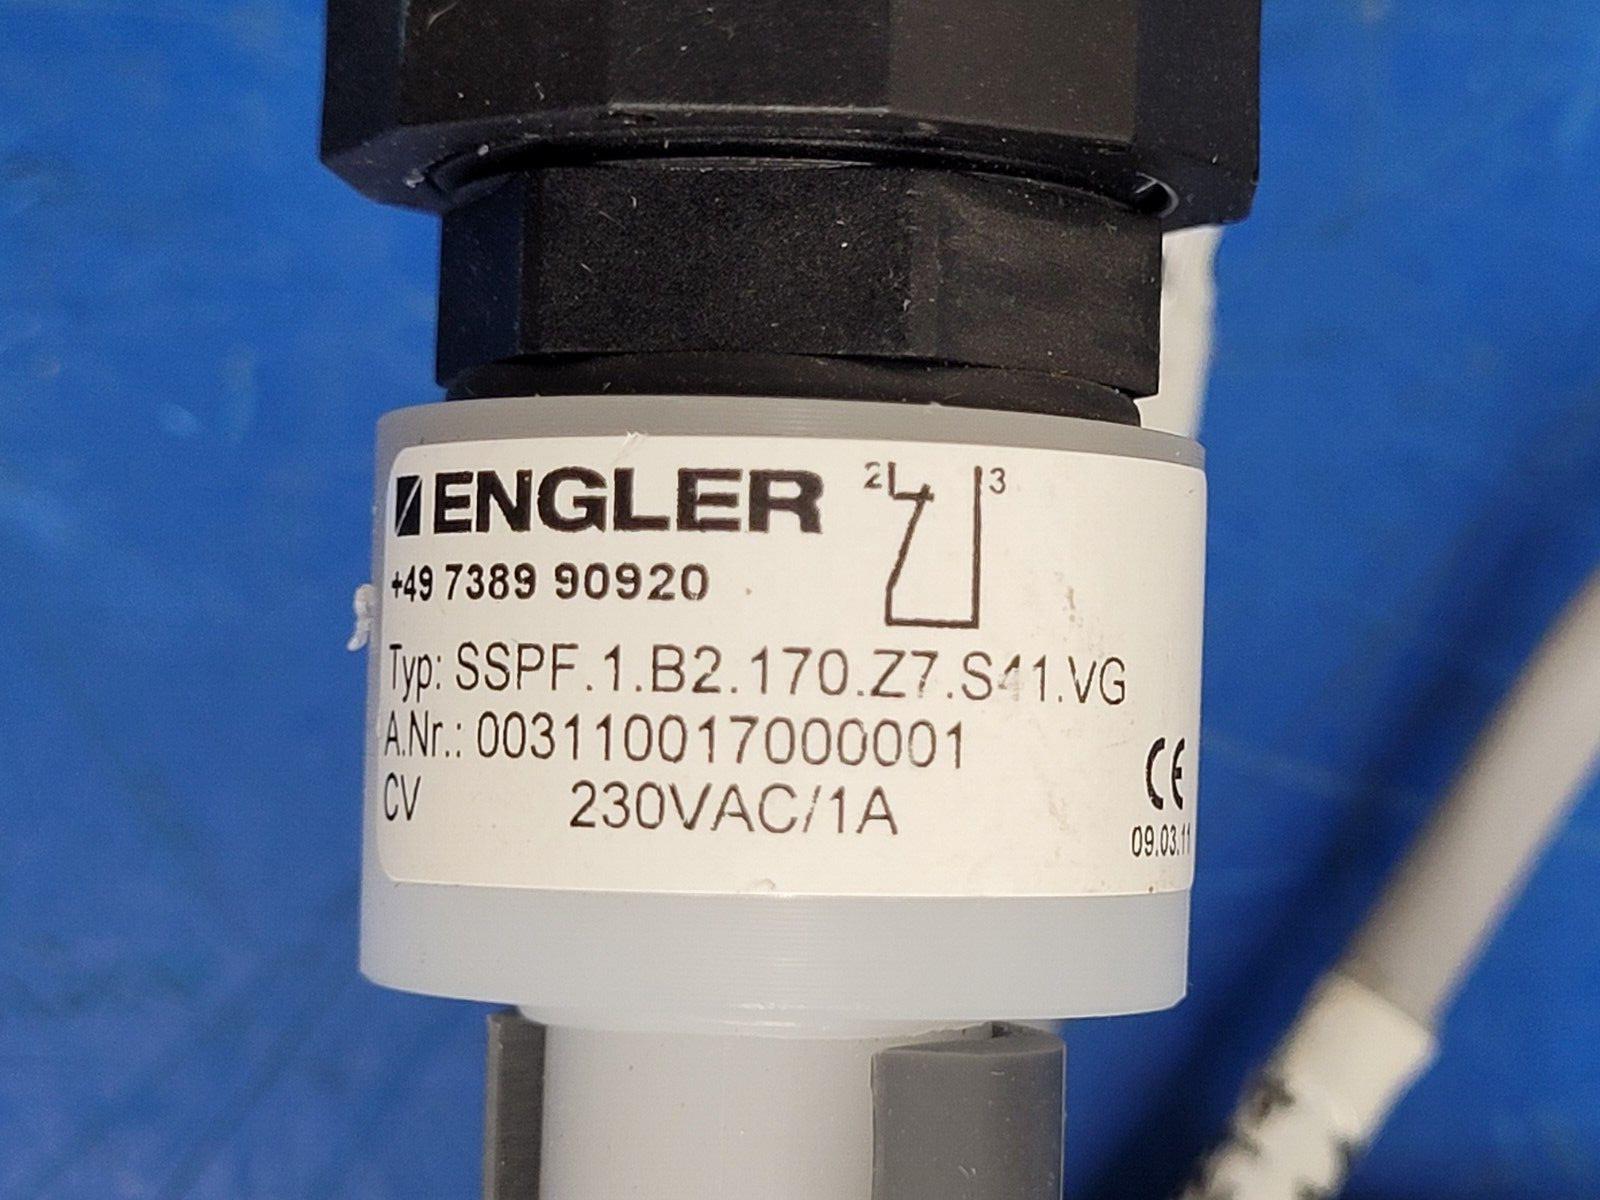 ENGLER
2 3
+49 7389 90920
Typ: SSPF.1.B2.170.Z7.S41.VG
A.Nr.: 003110017000001
CV 230VAC/1A
CE
09.03.11